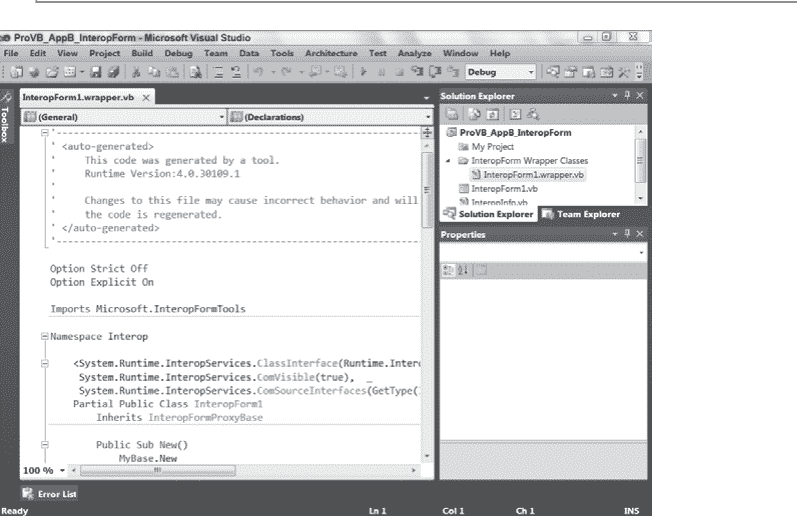 ProVB_AppB_InteropForm - Microsoft Visual Studio
File Edit View Project Build Debug Team Data Tools Architecture Test Analyze Window Help
Debug
Toolbox
InteropForm1.wrapper.vb
(General) (Declarations)
'------------------------------------------------------------
' <auto-generated>
'     This code was generated by a tool.
'     Runtime Version:4.0.30109.1
'
'     Changes to this file may cause incorrect behavior and will
'     the code is regenerated.
' </auto-generated>
'------------------------------------------------------------
Option Strict Off
Option Explicit On
Imports Microsoft.InteropFormTools
Namespace Interop
<System.Runtime.InteropServices.ClassInterface(Runtime.Inter
System.Runtime.InteropServices.ComVisible(true), _
System.Runtime.InteropServices.ComSourceInterfaces(GetType(
Partial Public Class InteropForm1
Inherits InteropFormProxyBase
Public Sub New()
MyBase.New
100 %
Solution Explorer
ProVB_AppB_InteropForm
My Project
InteropForm Wrapper Classes
InteropForm1.wrapper.vb
InteropForm1.vb
InteropInfo.vb
Solution Explorer Team Explorer
Properties
Error List
Ready Ln 1 Col 1 Ch 1 INS